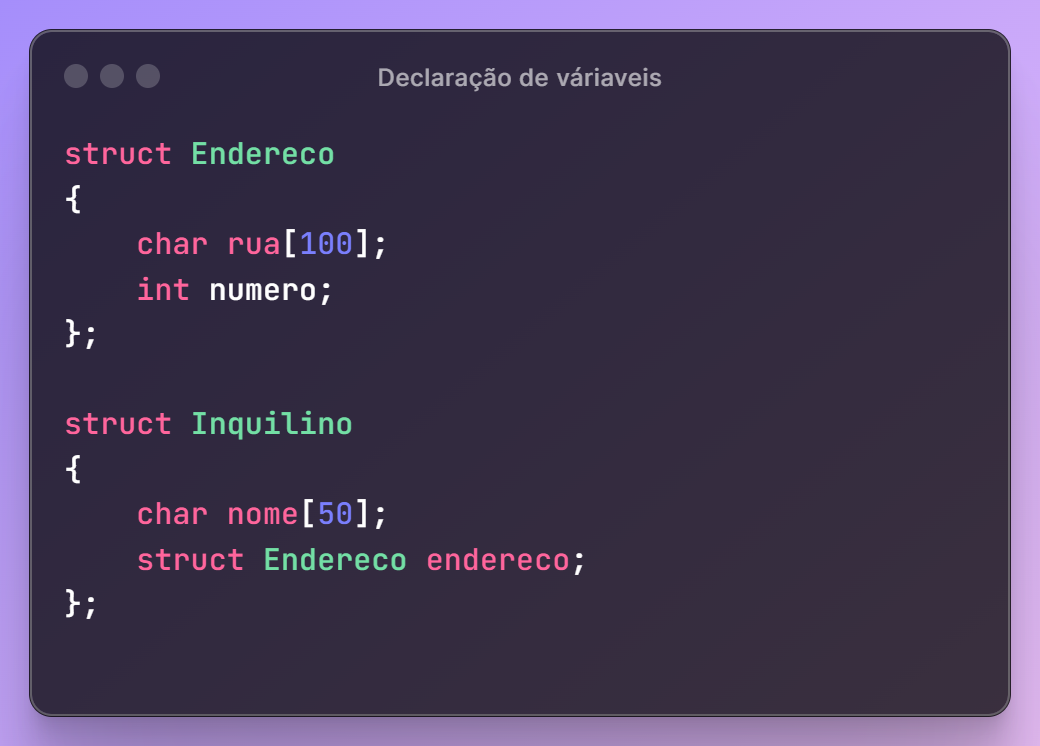 Declaração de váriaveis
struct Endereco
{
    char rua[100];
    int numero;
};
struct Inquilino
{
    char nome[50];
    struct Endereco endereco;
};